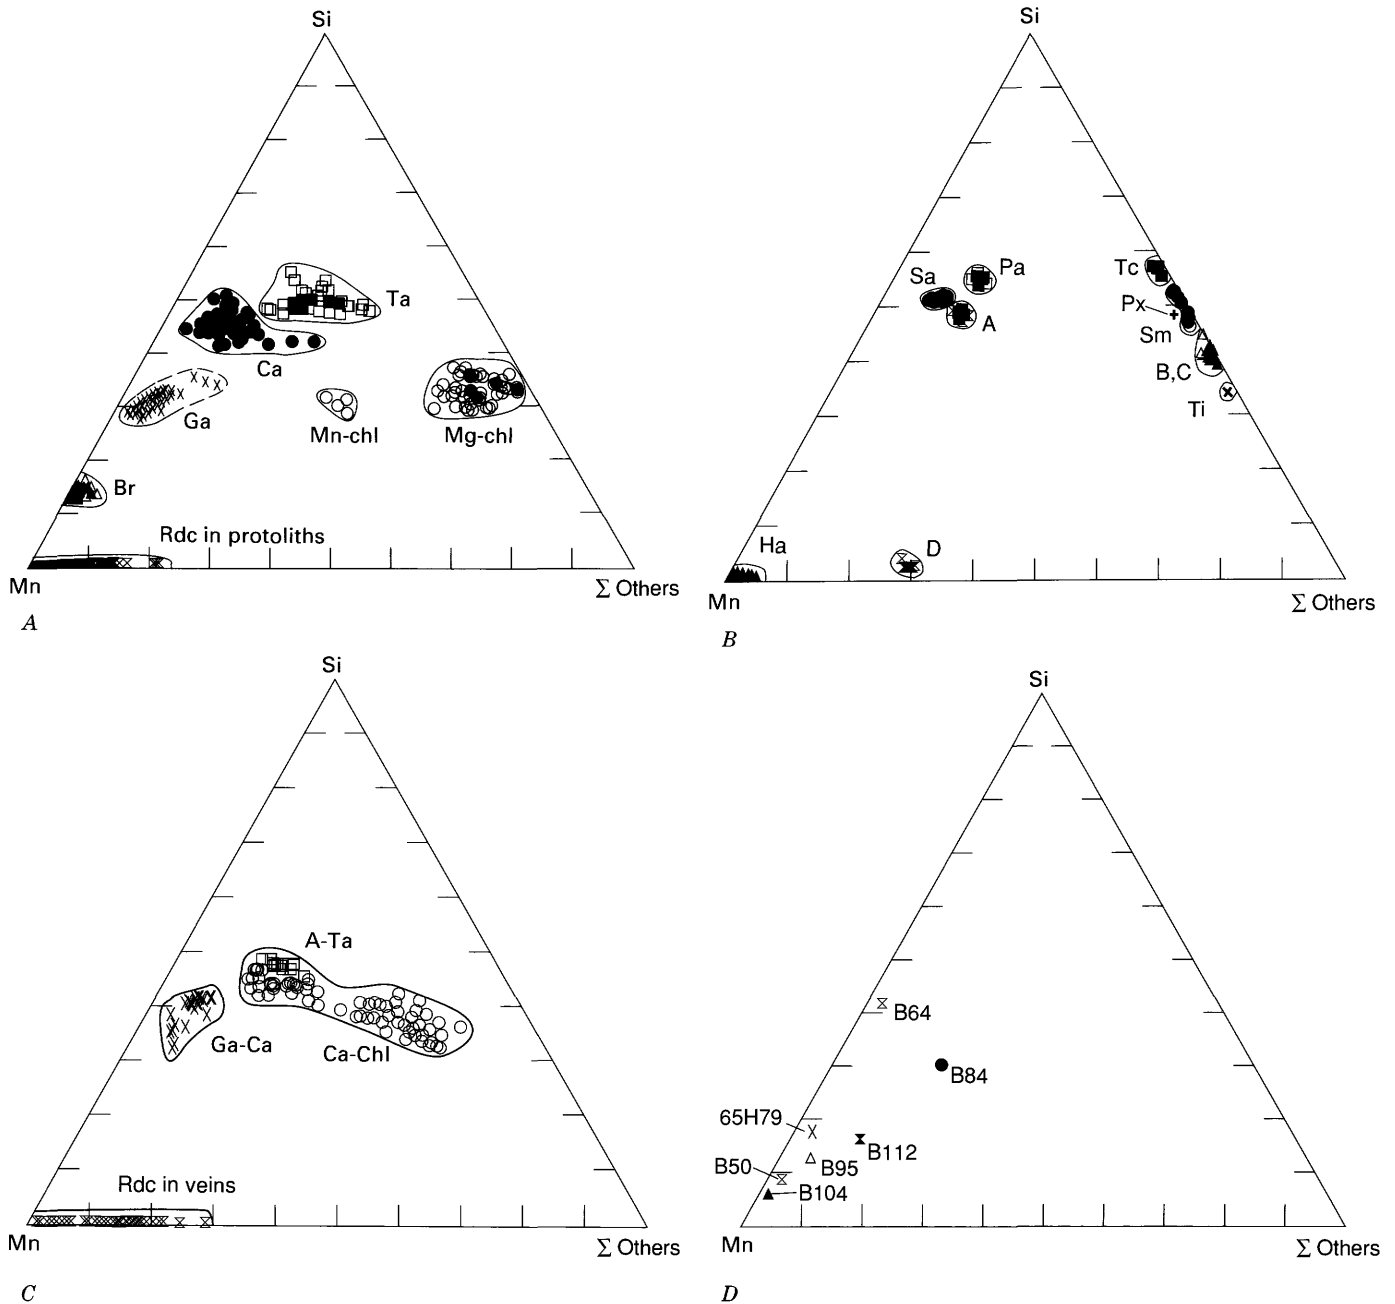 Si
Ta
Ca
Ga
Mn-chl
Mg-chl
Br
Rdc in protoliths
Mn
Σ Others
A
Si
Sa
Pa
A
Tc
Px
Sm
B,C
Ti
Ha
D
Mn
Σ Others
B
Si
A-Ta
Ga-Ca
Ca-Chl
Rdc in veins
Mn
Σ Others
C
Si
B64
B84
65H79
B112
B50
B95
B104
Mn
Σ Others
D